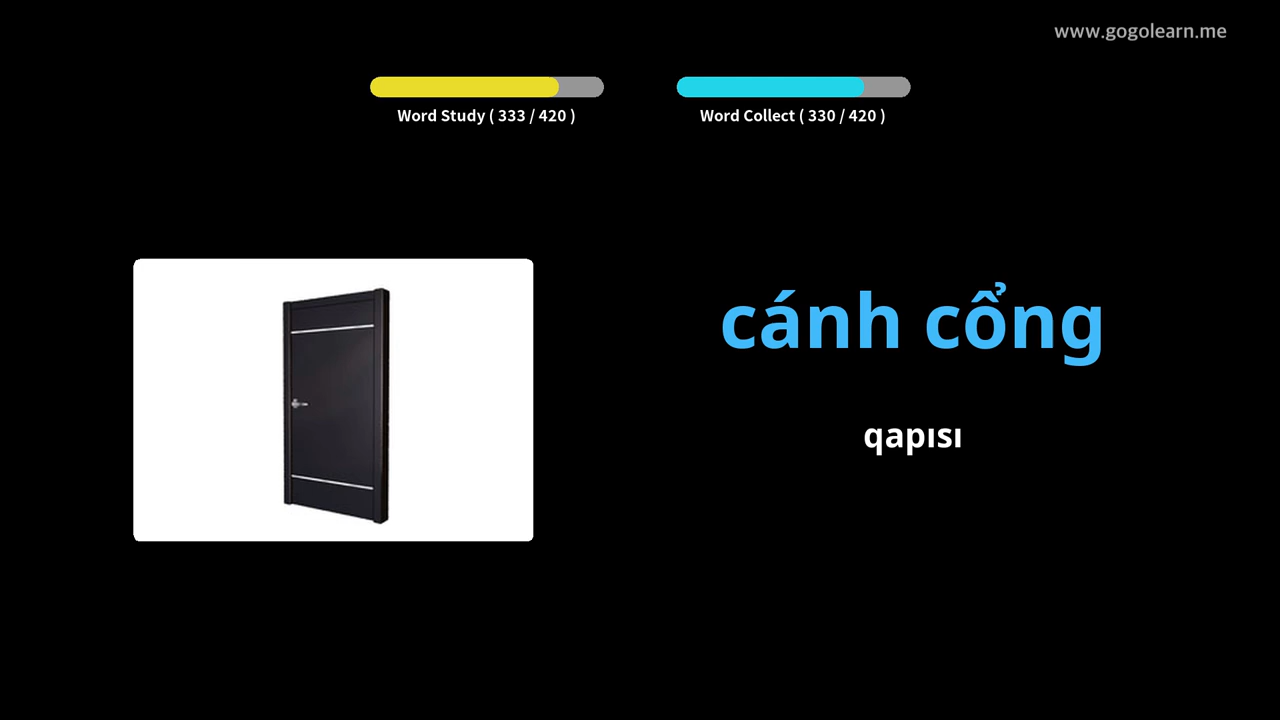 www.gogolearn.me
Word Study ( 333 / 420 )
Word Collect ( 330 / 420 )
cánh cổng
qapısı